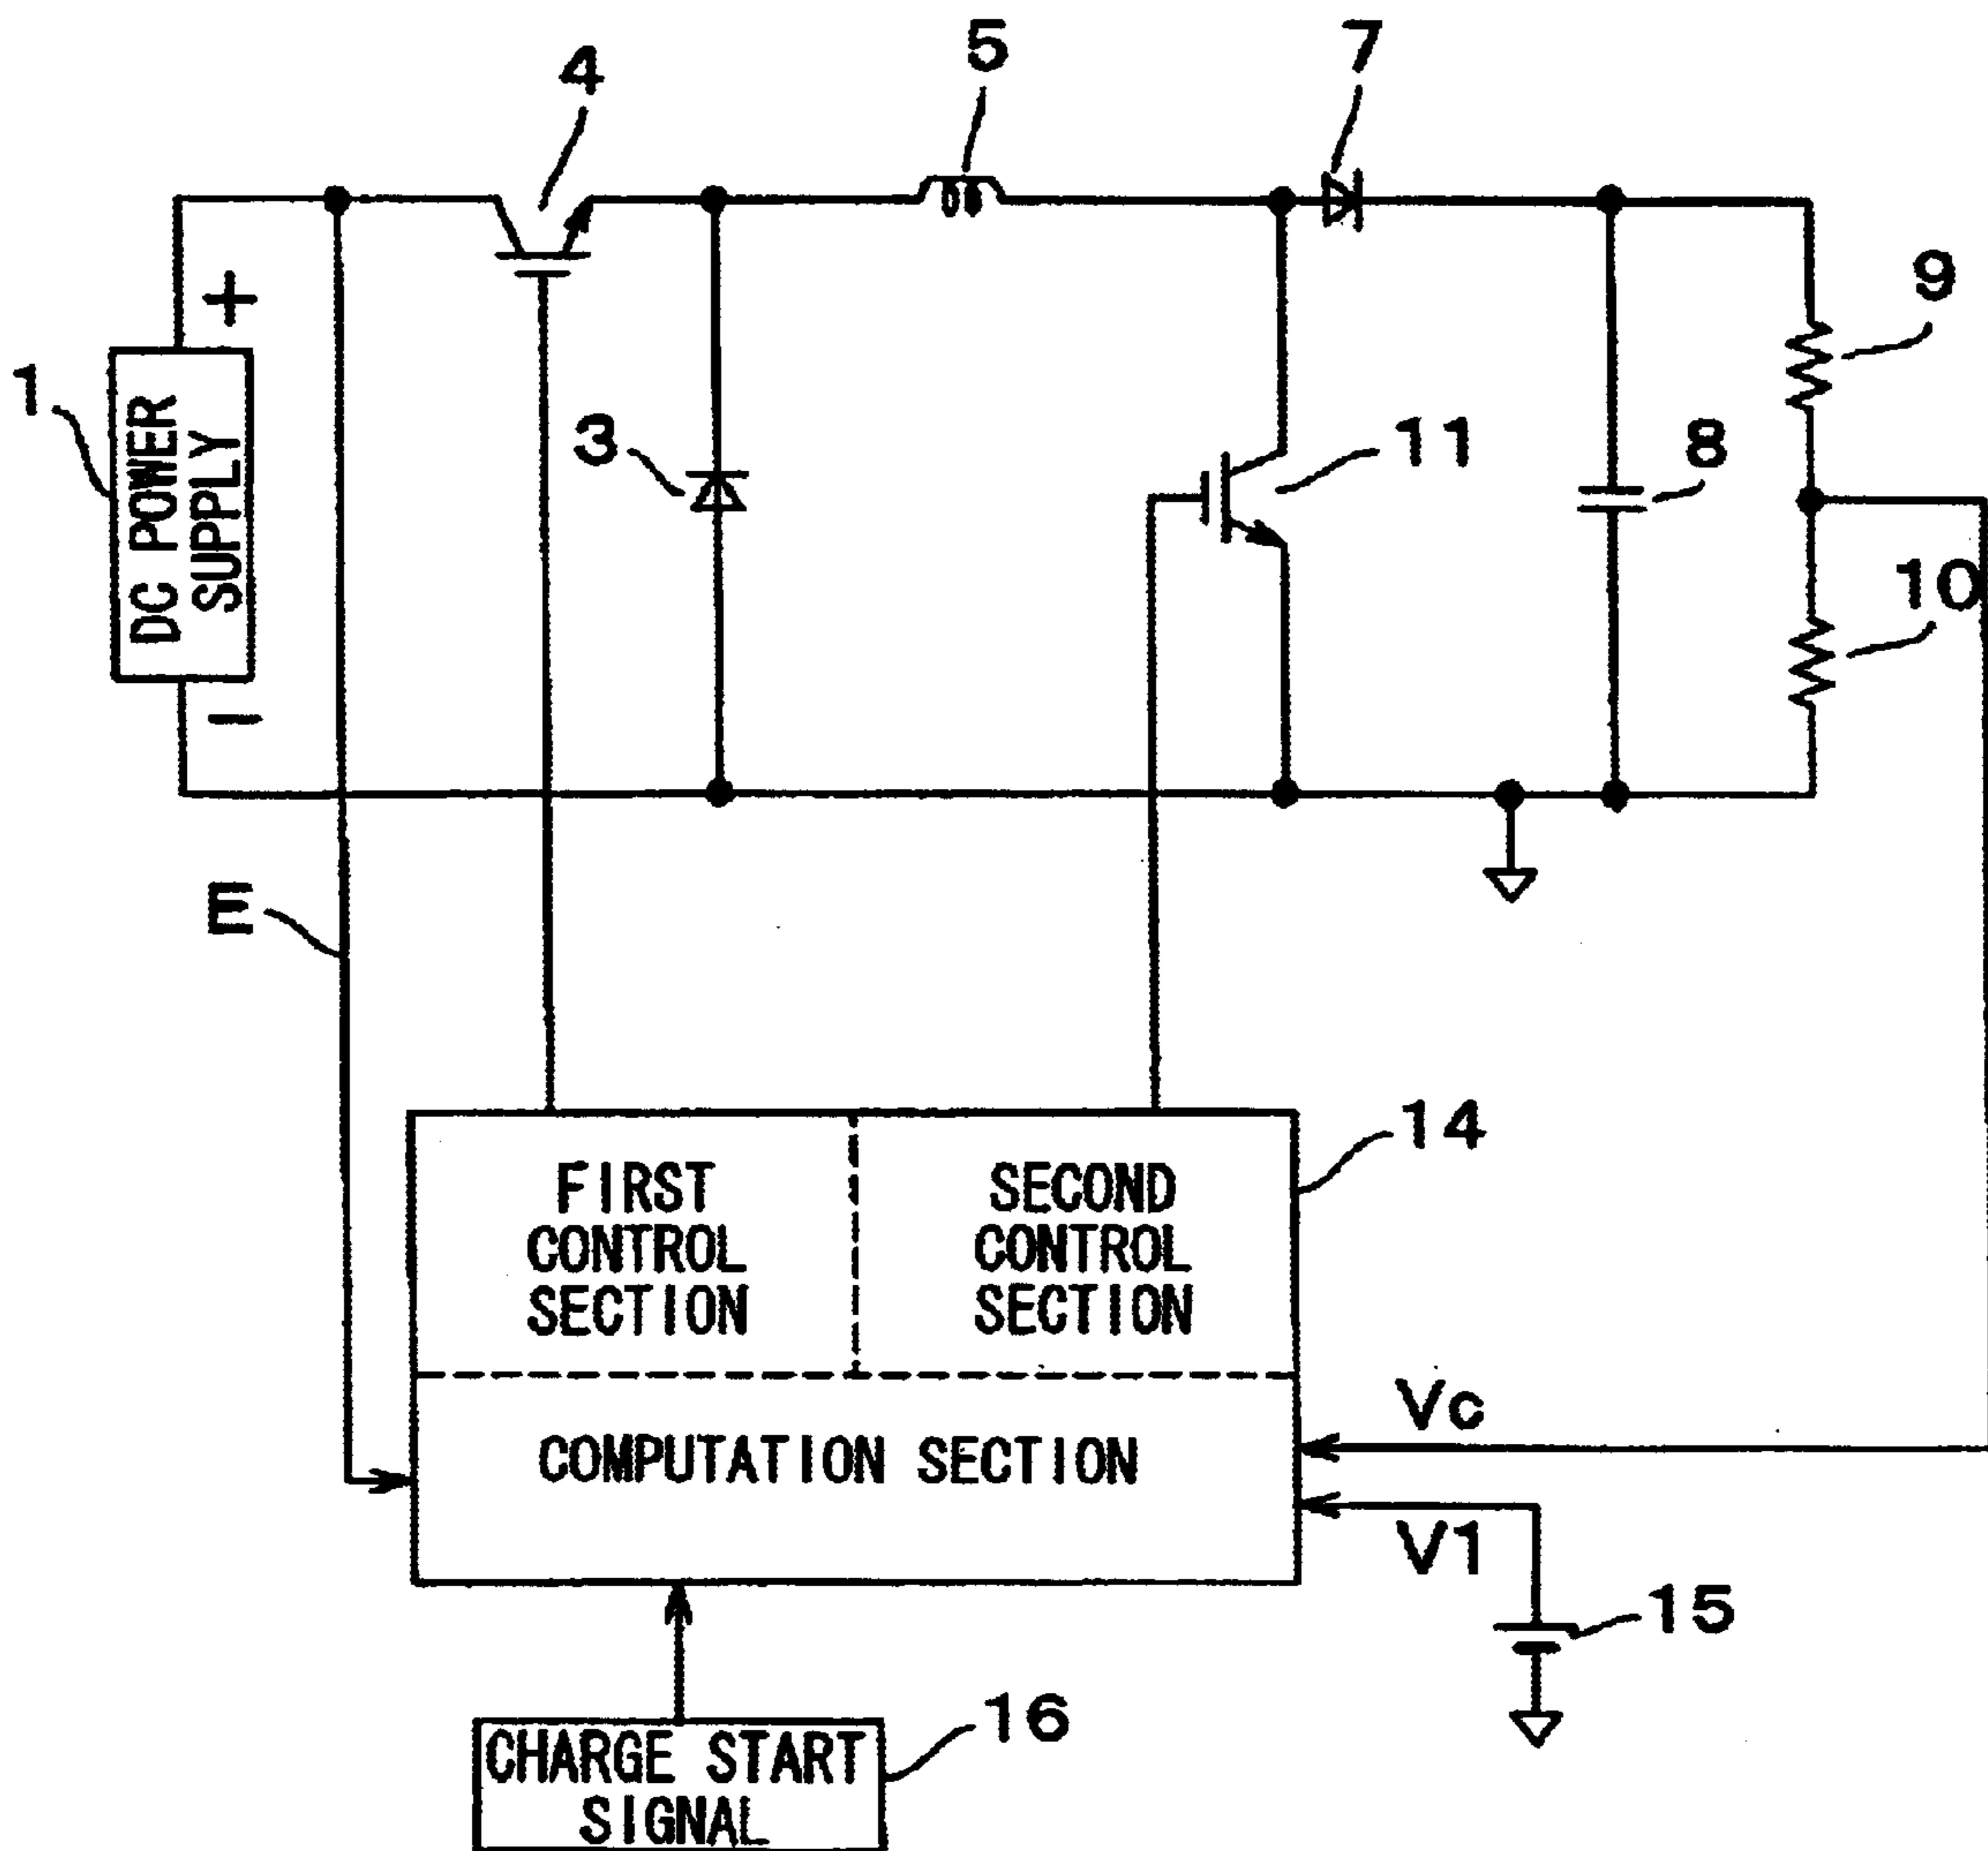 4
5
7
+
1
DC POWER
SUPPLY
−
3
11
8
9
10
E
14
FIRST
CONTROL
SECTION
SECOND
CONTROL
SECTION
COMPUTATION SECTION
Vc
V1
15
16
CHARGE START
SIGNAL